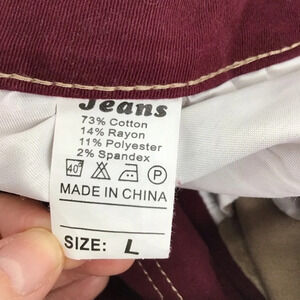 Jeans
73% Cotton
14% Rayon
11% Polyester
2% Spandex
40° P
MADE IN CHINA
SIZE: L